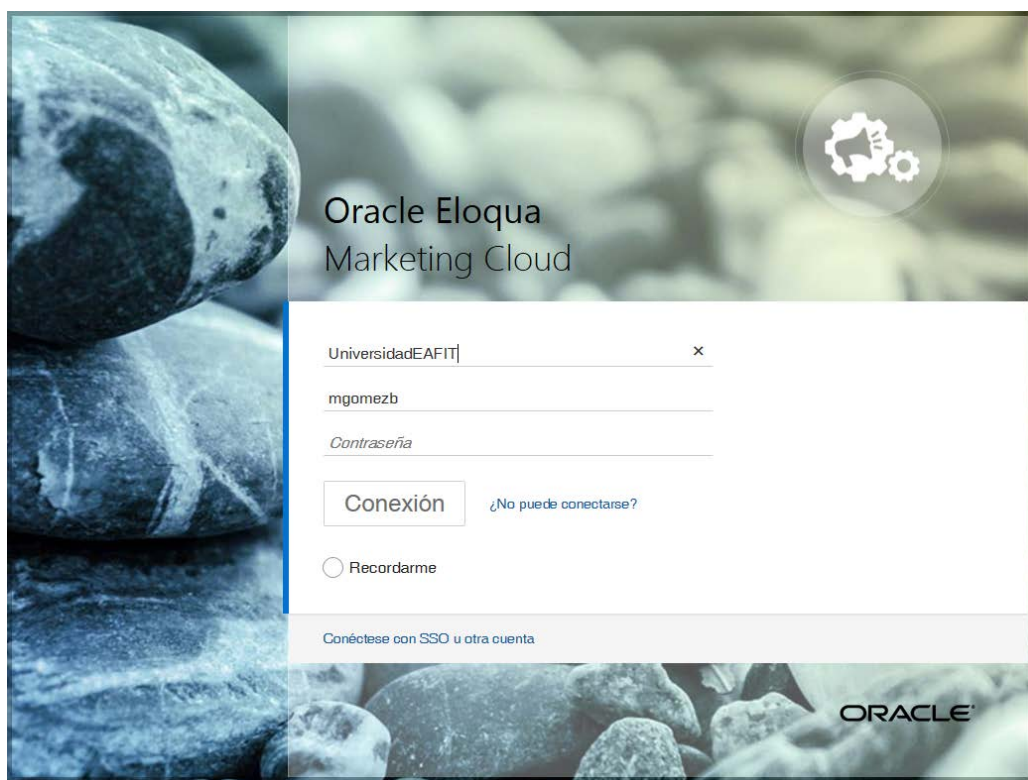 Oracle Eloqua
Marketing Cloud
UniversidadEAFIT
mgomezb
Contraseña
Conexión
¿No puede conectarse?
Recordarme
Conéctese con SSO u otra cuenta
ORACLE